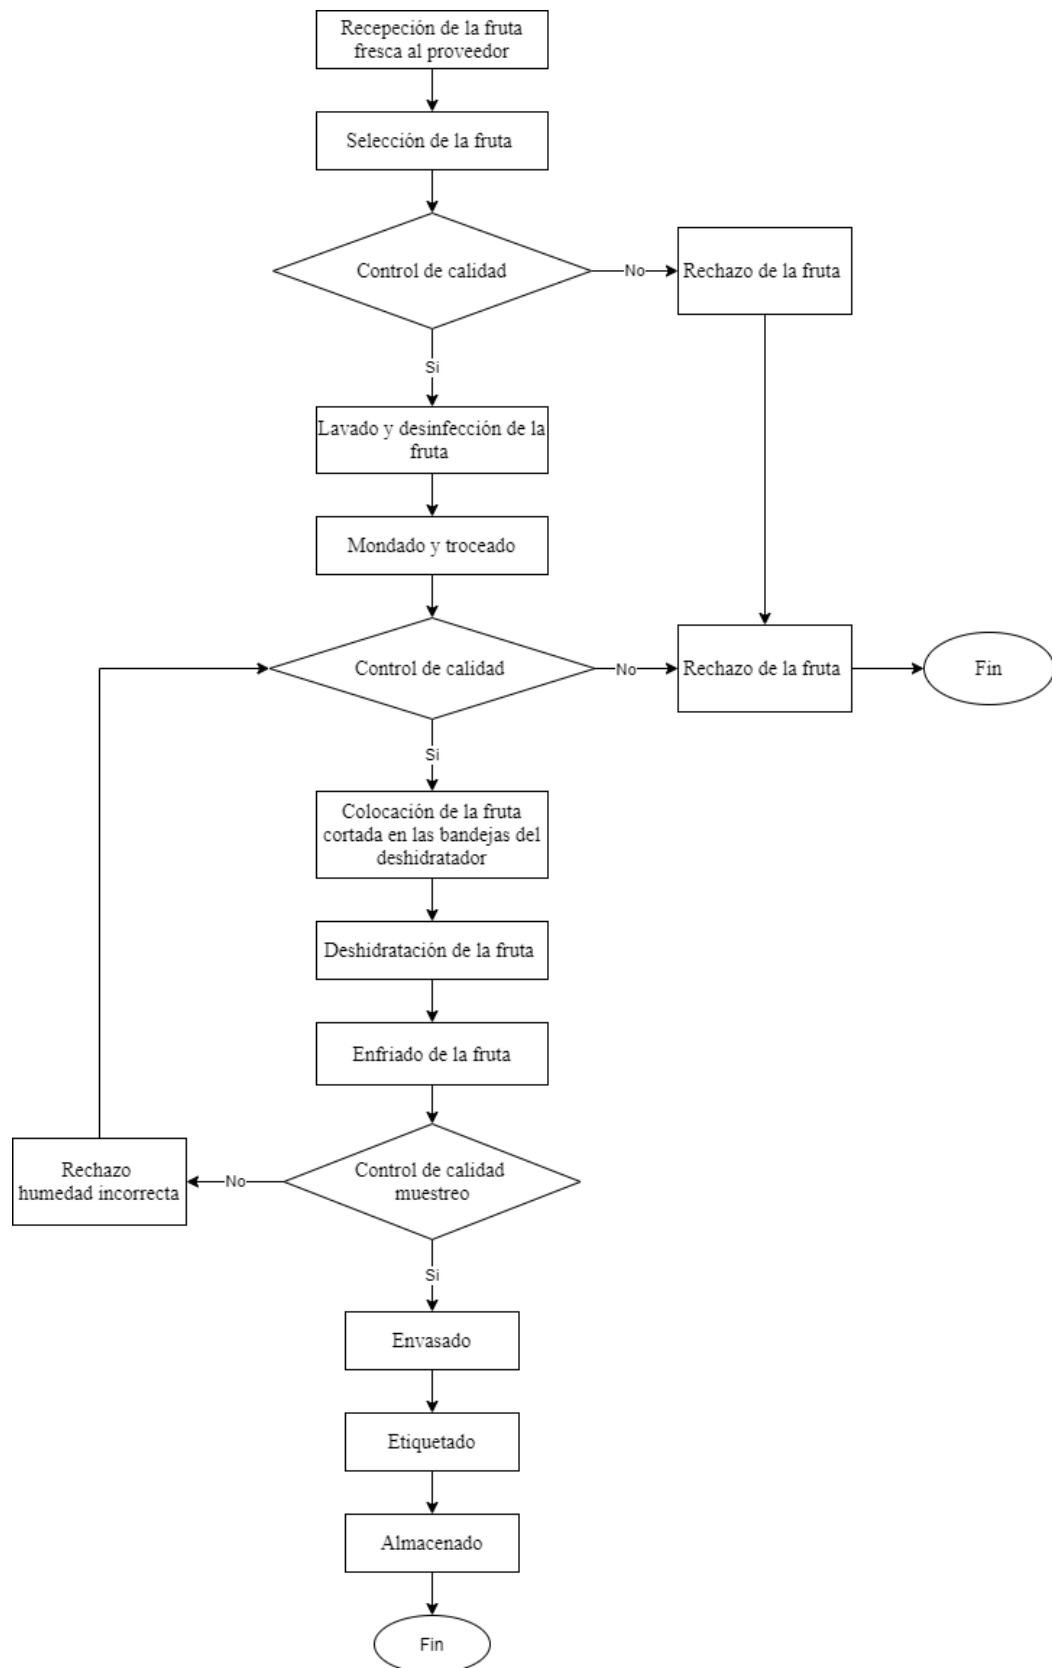 Recepeción de la fruta
fresca al proveedor
Selección de la fruta
Control de calidad
No
Rechazo de la fruta
Si
Lavado y desinfección de la
fruta
Mondado y troceado
Control de calidad
No
Rechazo de la fruta
Fin
Si
Colocación de la fruta
cortada en las bandejas del
deshidratador
Deshidratación de la fruta
Enfriado de la fruta
Control de calidad
muestreo
No
Rechazo
humedad incorrecta
Si
Envasado
Etiquetado
Almacenado
Fin